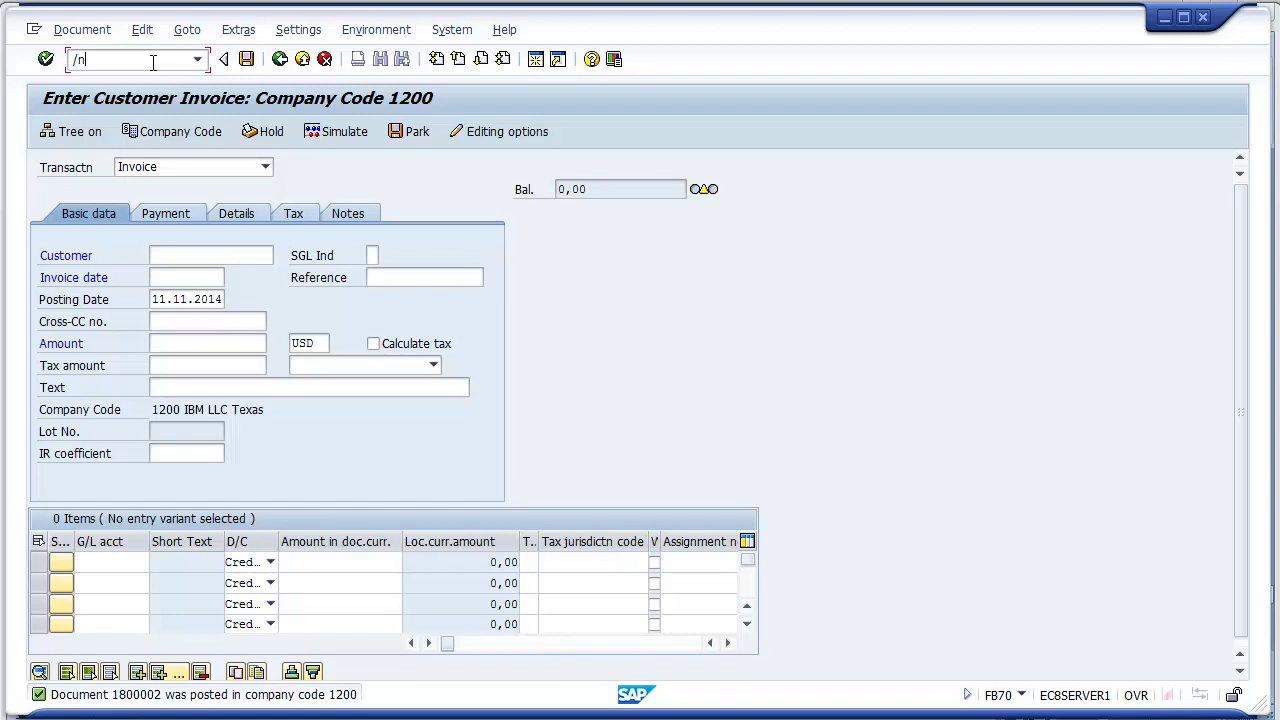 Document Edit Goto Extras Settings Environment System Help
/n
Enter Customer Invoice: Company Code 1200
Tree on Company Code Hold Simulate Park Editing options
Transactn Invoice
Bal. 0,00
Basic data Payment Details Tax Notes
Customer SGL Ind
Invoice date Reference
Posting Date 11.11.2014
Cross-CC no.
Amount USD Calculate tax
Tax amount
Text
Company Code 1200 IBM LLC Texas
Lot No.
IR coefficient
0 Items ( No entry variant selected )
S... G/L acct Short Text D/C Amount in doc.curr. Loc.curr.amount T.. Tax jurisdictn code V Assignment n
Cred... 0,00
Cred... 0,00
Cred... 0,00
Cred... 0,00
...
Document 1800002 was posted in company code 1200 SAP FB70 EC8SERVER1 OVR